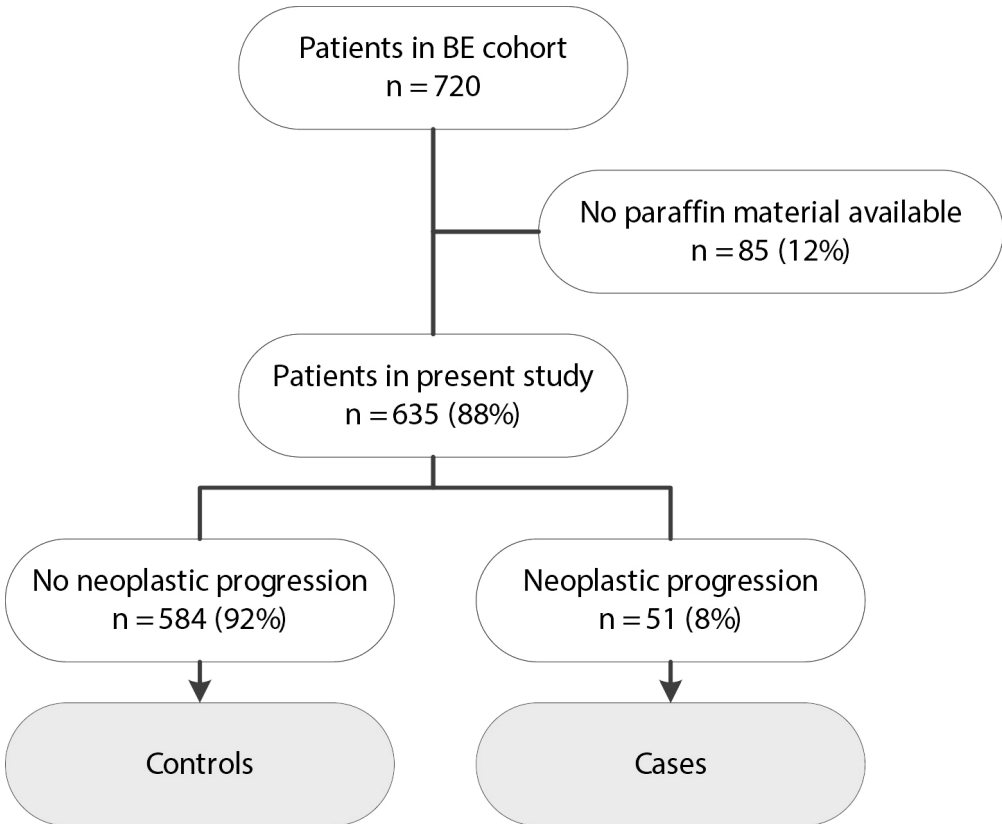 Patients in BE cohort
n = 720
No paraffin material available
n = 85 (12%)
Patients in present study
n = 635 (88%)
No neoplastic progression
n = 584 (92%)
Neoplastic progression
n = 51 (8%)
Controls
Cases